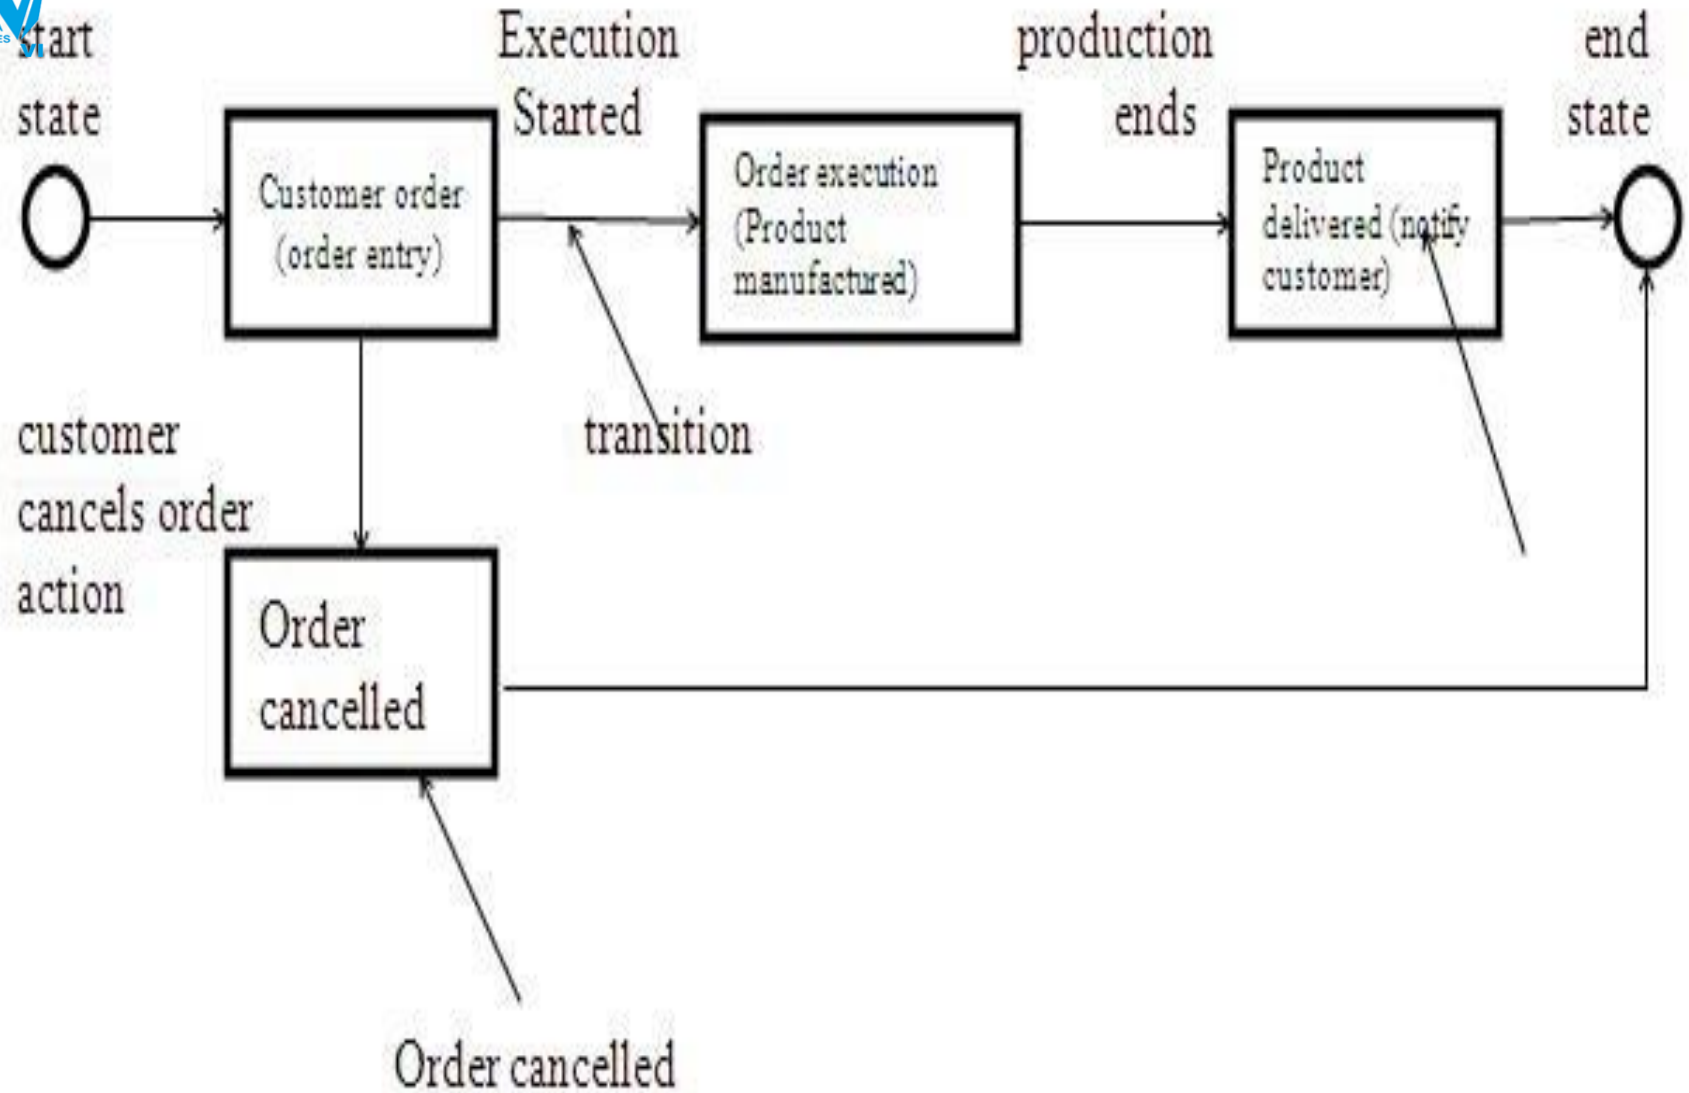 start
state
Execution
Started
production
ends
end
state
Customer order
(order entry)
Order execution
(Product
manufactured)
Product
delivered (notify
customer)
customer
cancels order
action
transition
Order
cancelled
Order cancelled